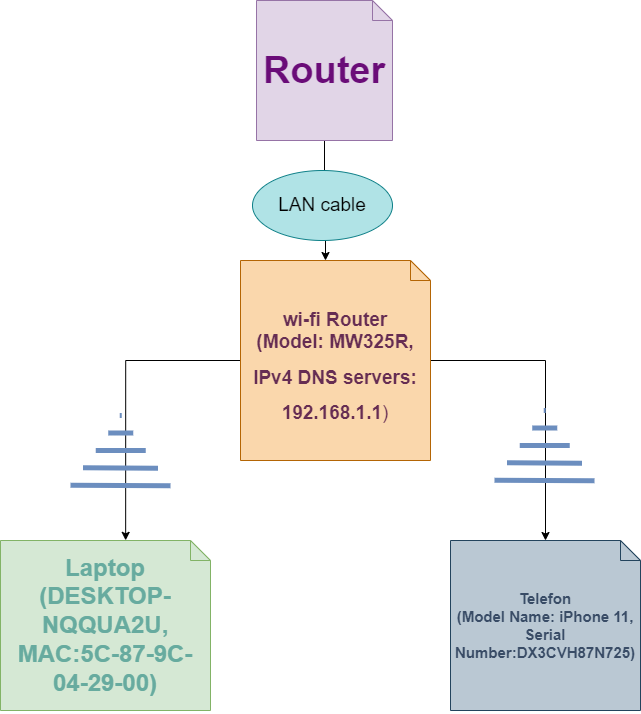 Router
LAN cable
wi-fi Router
(Model: MW325R,
IPv4 DNS servers:
192.168.1.1)
Laptop
(DESKTOP-
NQQUA2U,
MAC:5C-87-9C-
04-29-00)
Telefon
(Model Name: iPhone 11,
Serial
Number:DX3CVH87N725)